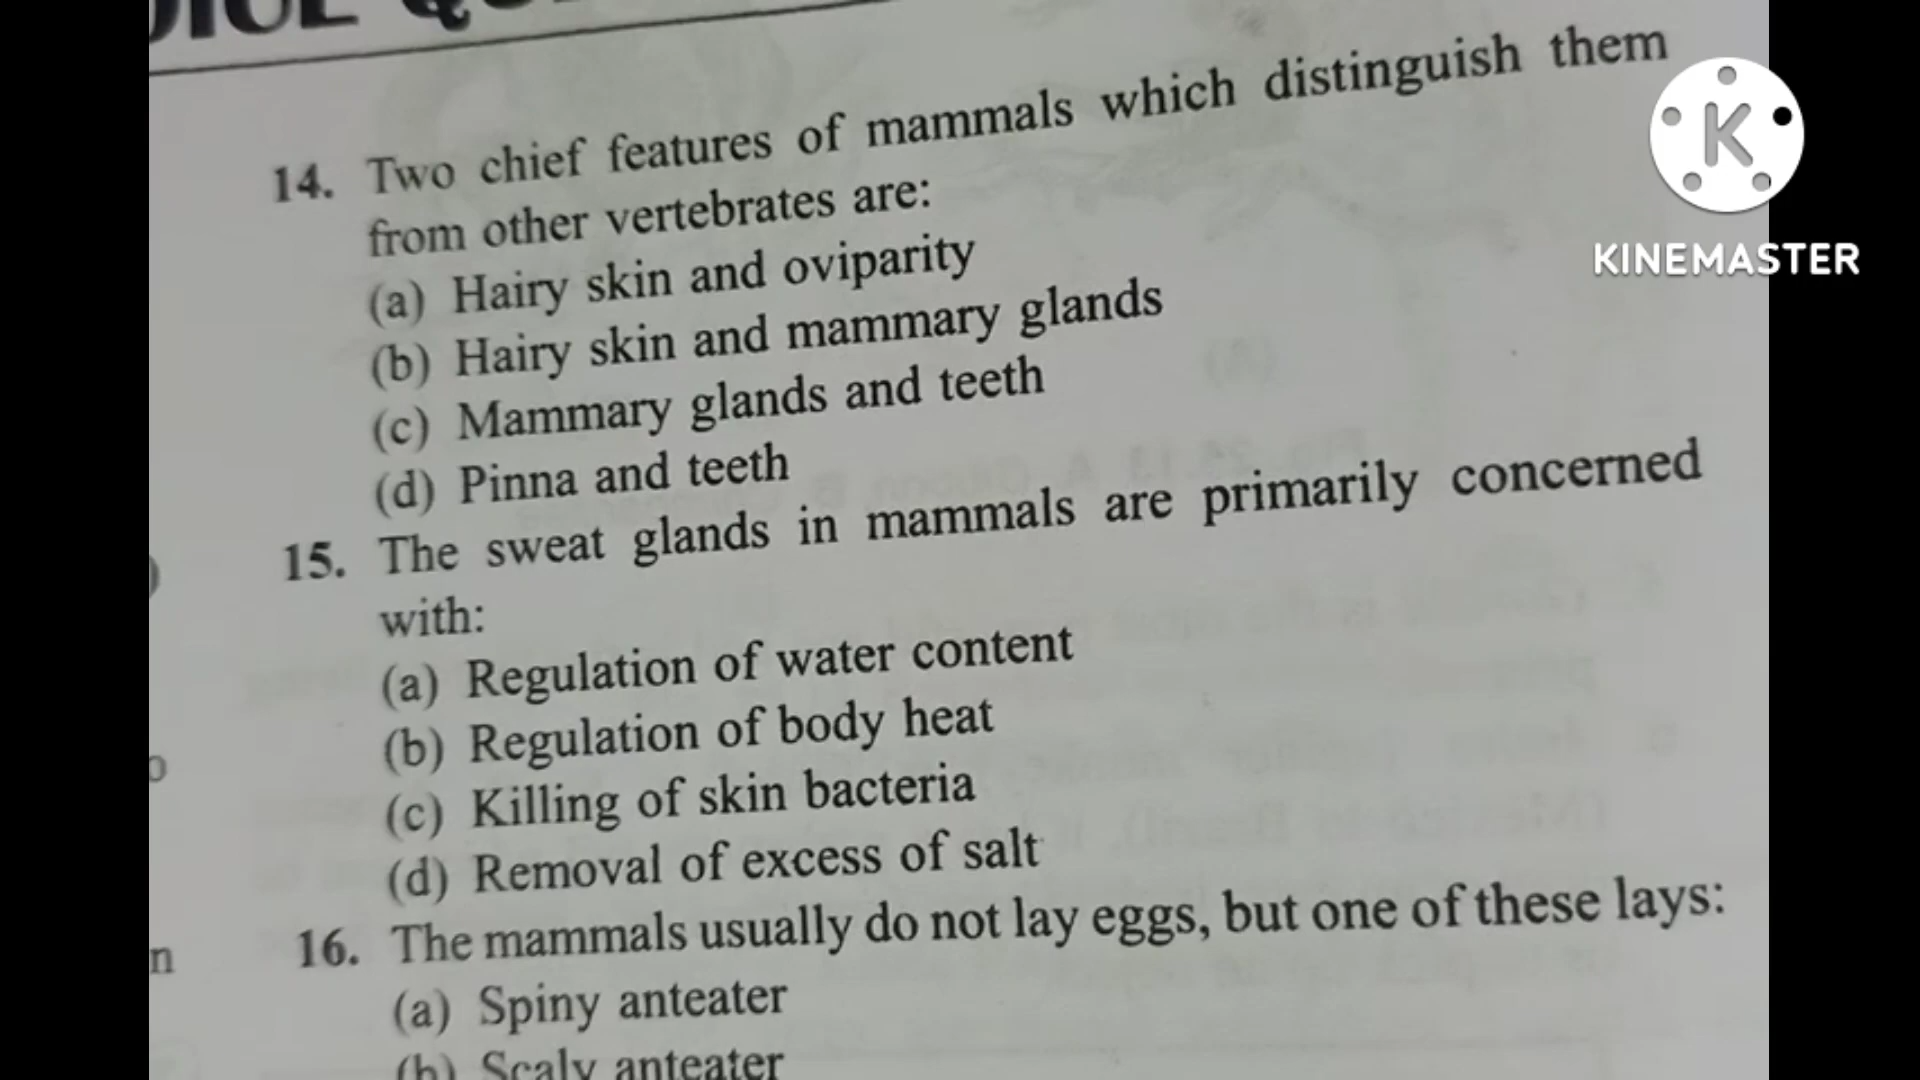 14. Two chief features of mammals which distinguish them
from other vertebrates are:
(a) Hairy skin and oviparity
(b) Hairy skin and mammary glands
(c) Mammary glands and teeth
(d) Pinna and teeth
15. The sweat glands in mammals are primarily concerned
with:
(a) Regulation of water content
(b) Regulation of body heat
(c) Killing of skin bacteria
(d) Removal of excess of salt
16. The mammals usually do not lay eggs, but one of these lays:
(a) Spiny anteater
(b) Scaly anteater
K
KINEMASTER